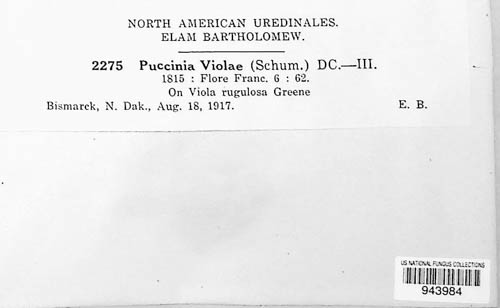 NORTH AMERICAN UREDINALES.
ELAM BARTHOLOMEW.
2275 Puccinia Violae (Schum.) DC.—III.
1815 : Flore Franc. 6 : 62.
On Viola rugulosa Greene
Bismarck, N. Dak., Aug. 18, 1917. E. B.
US NATIONAL FUNGUS COLLECTIONS
943984